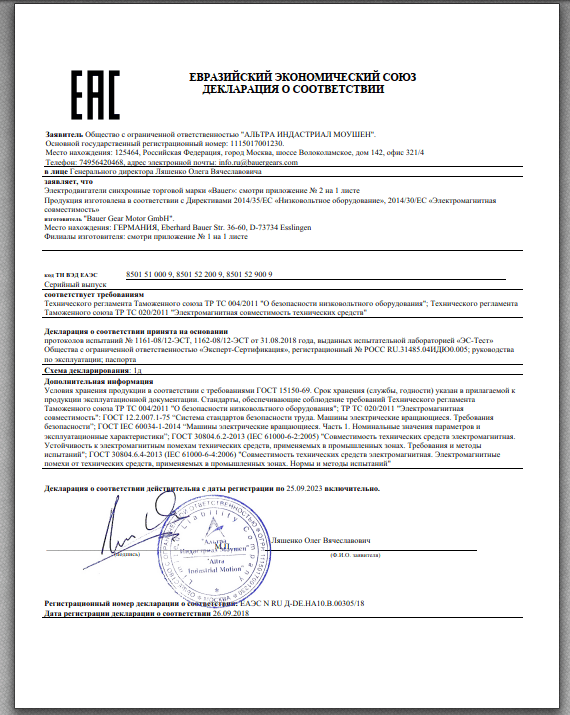 EAC
ЕВРАЗИЙСКИЙ ЭКОНОМИЧЕСКИЙ СОЮЗ
ДЕКЛАРАЦИЯ О СООТВЕТСТВИИ
Заявитель Общество с ограниченной ответственностью "АЛЬТРА ИНДАСТРИАЛ МОУШЕН".
Основной государственный регистрационный номер: 1115017001230.
Место нахождения: 125464, Российская Федерация, город Москва, шоссе Волоколамское, дом 142, офис 321/4
Телефон: 74956420468, адрес электронной почты: info.ru@bauergears.com
в лице Генерального директора Ляшенко Олега Вячеславовича
заявляет, что
Электродвигатели синхронные торговой марки «Bauer»: смотри приложение № 2 на 1 листе
Продукция изготовлена в соответствии с Директивами 2014/35/ЕС «Низковольтное оборудование», 2014/30/ЕС «Электромагнитная
совместимость»
изготовитель "Bauer Gear Motor GmbH".
Место нахождения: ГЕРМАНИЯ, Eberhard Bauer Str. 36-60, D-73734 Esslingen
Филиалы изготовителя: смотри приложение № 1 на 1 листе
код ТН ВЭД ЕАЭС 8501 51 000 9, 8501 52 200 9, 8501 52 900 9
Серийный выпуск
соответствует требованиям
Технического регламента Таможенного союза ТР ТС 004/2011 "О безопасности низковольтного оборудования"; Технического регламента
Таможенного союза ТР ТС 020/2011 "Электромагнитная совместимость технических средств"
Декларация о соответствии принята на основании
протоколов испытаний № 1161-08/12-ЭСТ, 1162-08/12-ЭСТ от 31.08.2018 года, выданных испытательной лабораторией «ЭС-Тест»
Общества с ограниченной ответственностью «Эксперт-Сертификация», регистрационный № РОСС RU.31485.04ИДЮ0.005; руководства
по эксплуатации; паспорта
Схема декларирования: 1д
Дополнительная информация
Условия хранения продукции в соответствии с требованиями ГОСТ 15150-69. Срок хранения (службы, годности) указан в прилагаемой к
продукции эксплуатационной документации. Стандарты, обеспечивающие соблюдение требований Технического регламента
Таможенного союза ТР ТС 004/2011 "О безопасности низковольтного оборудования"; ТР ТС 020/2011 "Электромагнитная
совместимость": ГОСТ 12.2.007.1-75 "Система стандартов безопасности труда. Машины электрические вращающиеся. Требования
безопасности"; ГОСТ IEC 60034-1-2014 "Машины электрические вращающиеся. Часть 1. Номинальные значения параметров и
эксплуатационные характеристики"; ГОСТ 30804.6.2-2013 (IEC 61000-6-2:2005) "Совместимость технических средств электромагнитная.
Устойчивость к электромагнитным помехам технических средств, применяемых в промышленных зонах. Требования и методы
испытаний"; ГОСТ 30804.6.4-2013 (IEC 61000-6-4:2006) "Совместимость технических средств электромагнитная. Электромагнитные
помехи от технических средств, применяемых в промышленных зонах. Нормы и методы испытаний"
Декларация о соответствии действительна с даты регистрации по 25.09.2023 включительно.
Limited Liability Company
"Альтра
Индастриал Моушен"
"Altra
Industrial Motion"
МОСКВА
М.П.
Ляшенко Олег Вячеславович
(подпись)
(Ф.И.О. заявителя)
Регистрационный номер декларации о соответствии: ЕАЭС N RU Д-DE.НА10.В.00305/18
Дата регистрации декларации о соответствии 26.09.2018